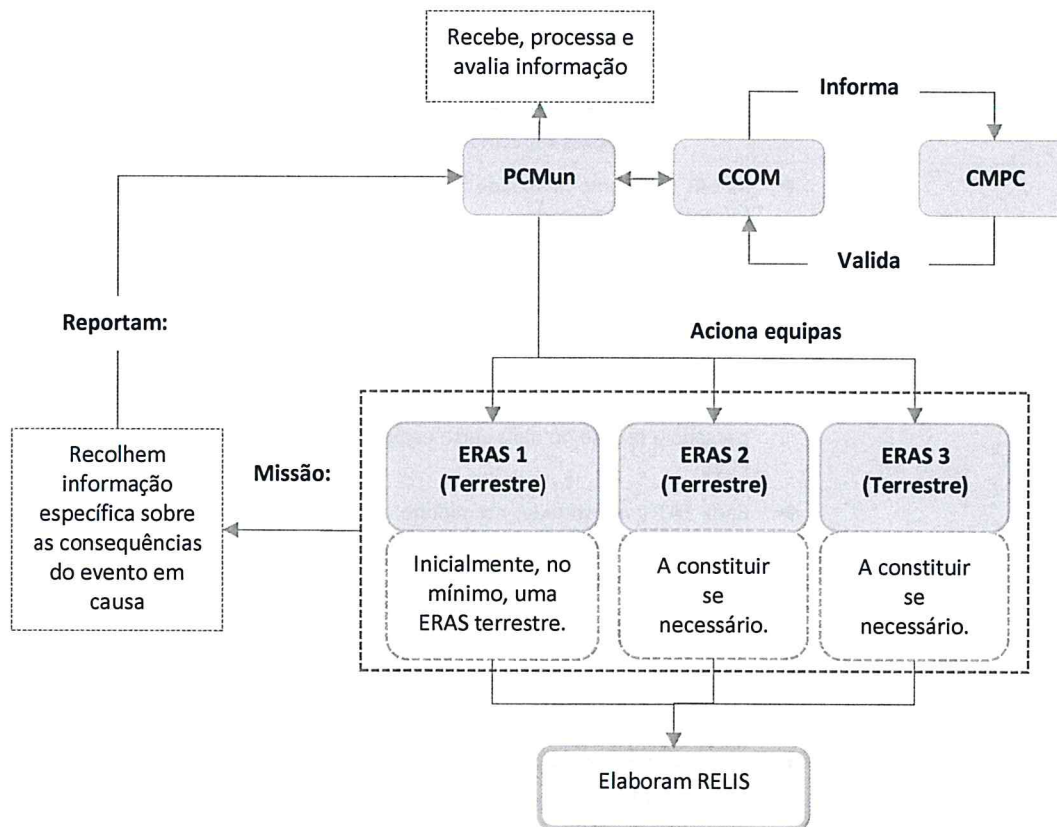 Recebe, processa e
avalia informação
Informa
PCMun
CCOM
CMPC
Valida
Reportam:
Aciona equipas
Recolhem
informação
específica sobre
as consequências
do evento em
causa
Missão:
ERAS 1
(Terrestre)
ERAS 2
(Terrestre)
ERAS 3
(Terrestre)
Inicialmente, no
mínimo, uma
ERAS terrestre.
A constituir
se
necessário.
A constituir
se
necessário.
Elaboram RELIS